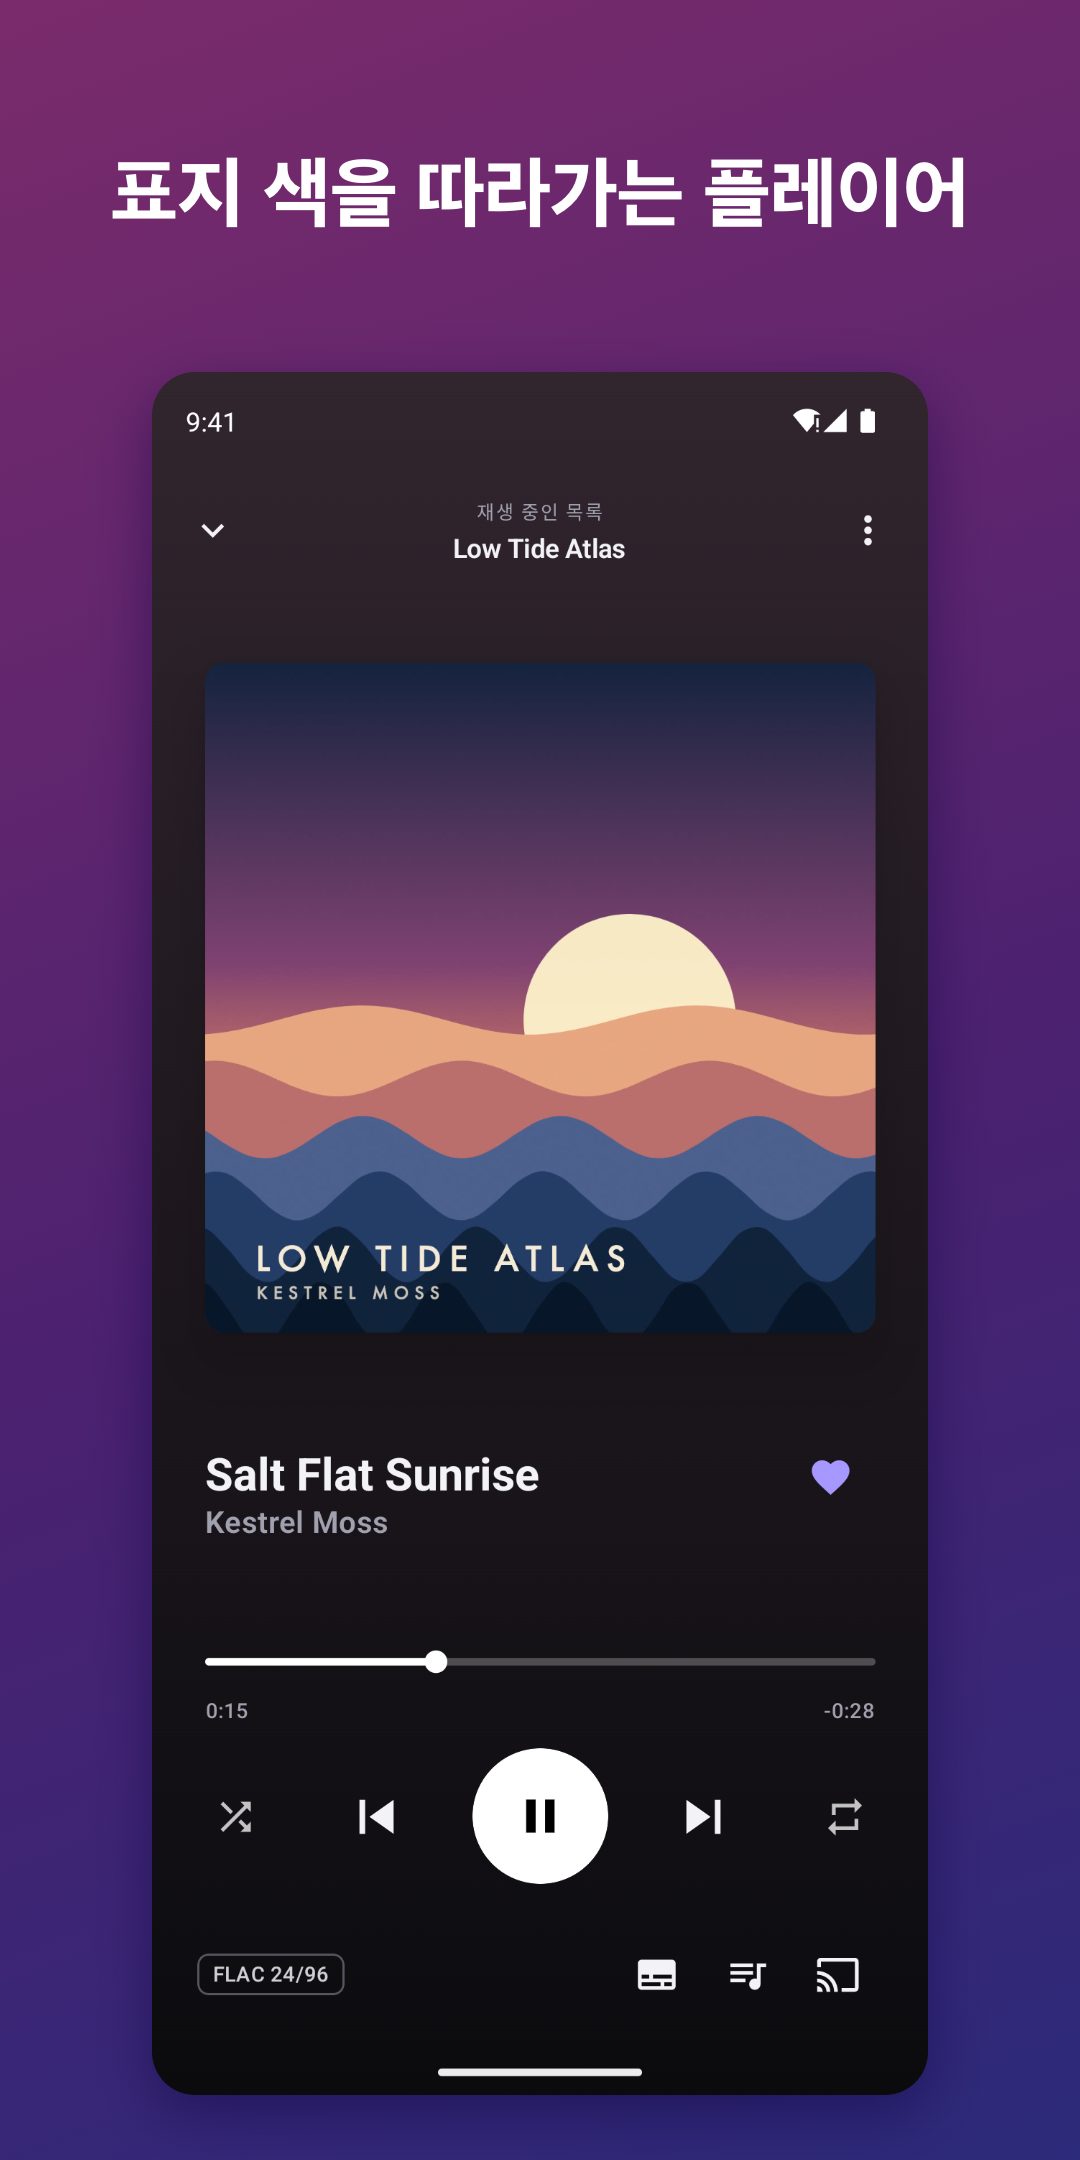 표지 색을 따라가는 플레이어
9:41
재생 중인 목록
Low Tide Atlas
LOW TIDE ATLAS
KESTREL MOSS
Salt Flat Sunrise
Kestrel Moss
0:15
-0:28
FLAC 24/96